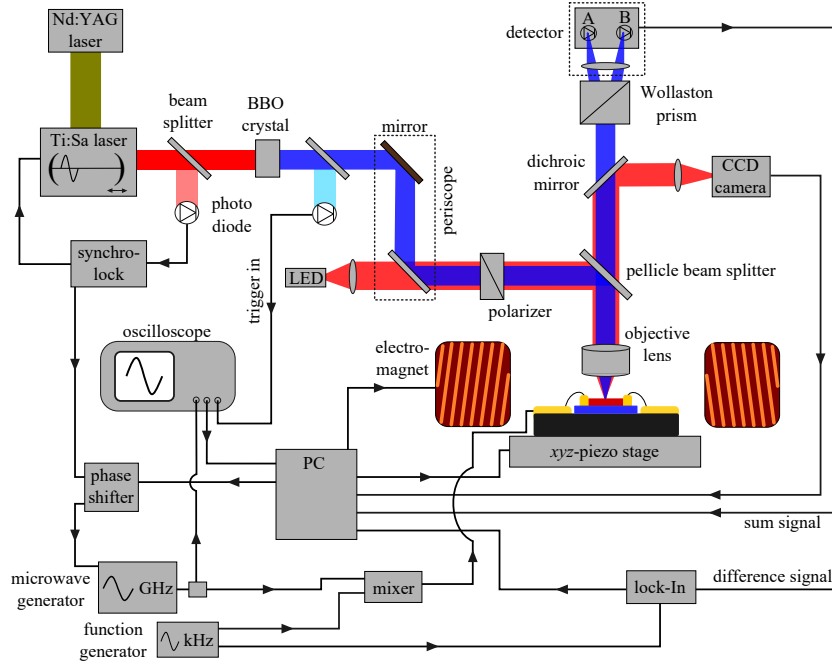 Nd:YAG
laser
detector
A
B
beam
splitter
BBO
crystal
mirror
Wollaston
prism
Ti:Sa laser
dichroic
mirror
CCD
camera
photo
diode
periscope
synchro-
lock
trigger in
LED
polarizer
pellicle beam splitter
oscilloscope
electro-
magnet
objective
lens
PC
xyz-piezo stage
phase
shifter
sum signal
microwave
generator
GHz
mixer
lock-In
difference signal
function
generator
kHz